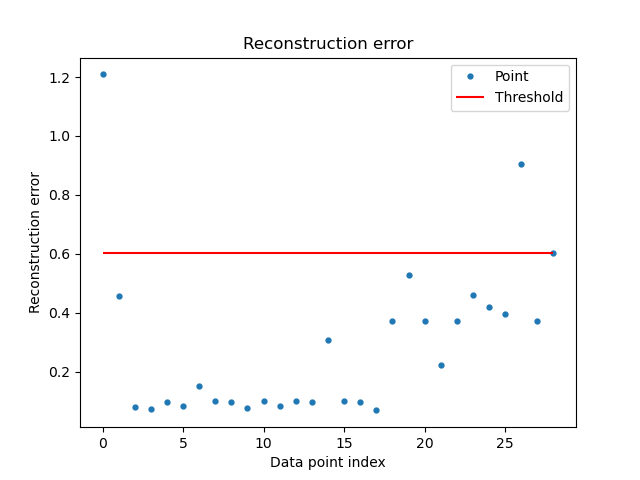 Reconstruction error
Point
Threshold
1.2
1.0
0.8
0.6
0.4
0.2
Reconstruction error
0
5
10
15
20
25
Data point index